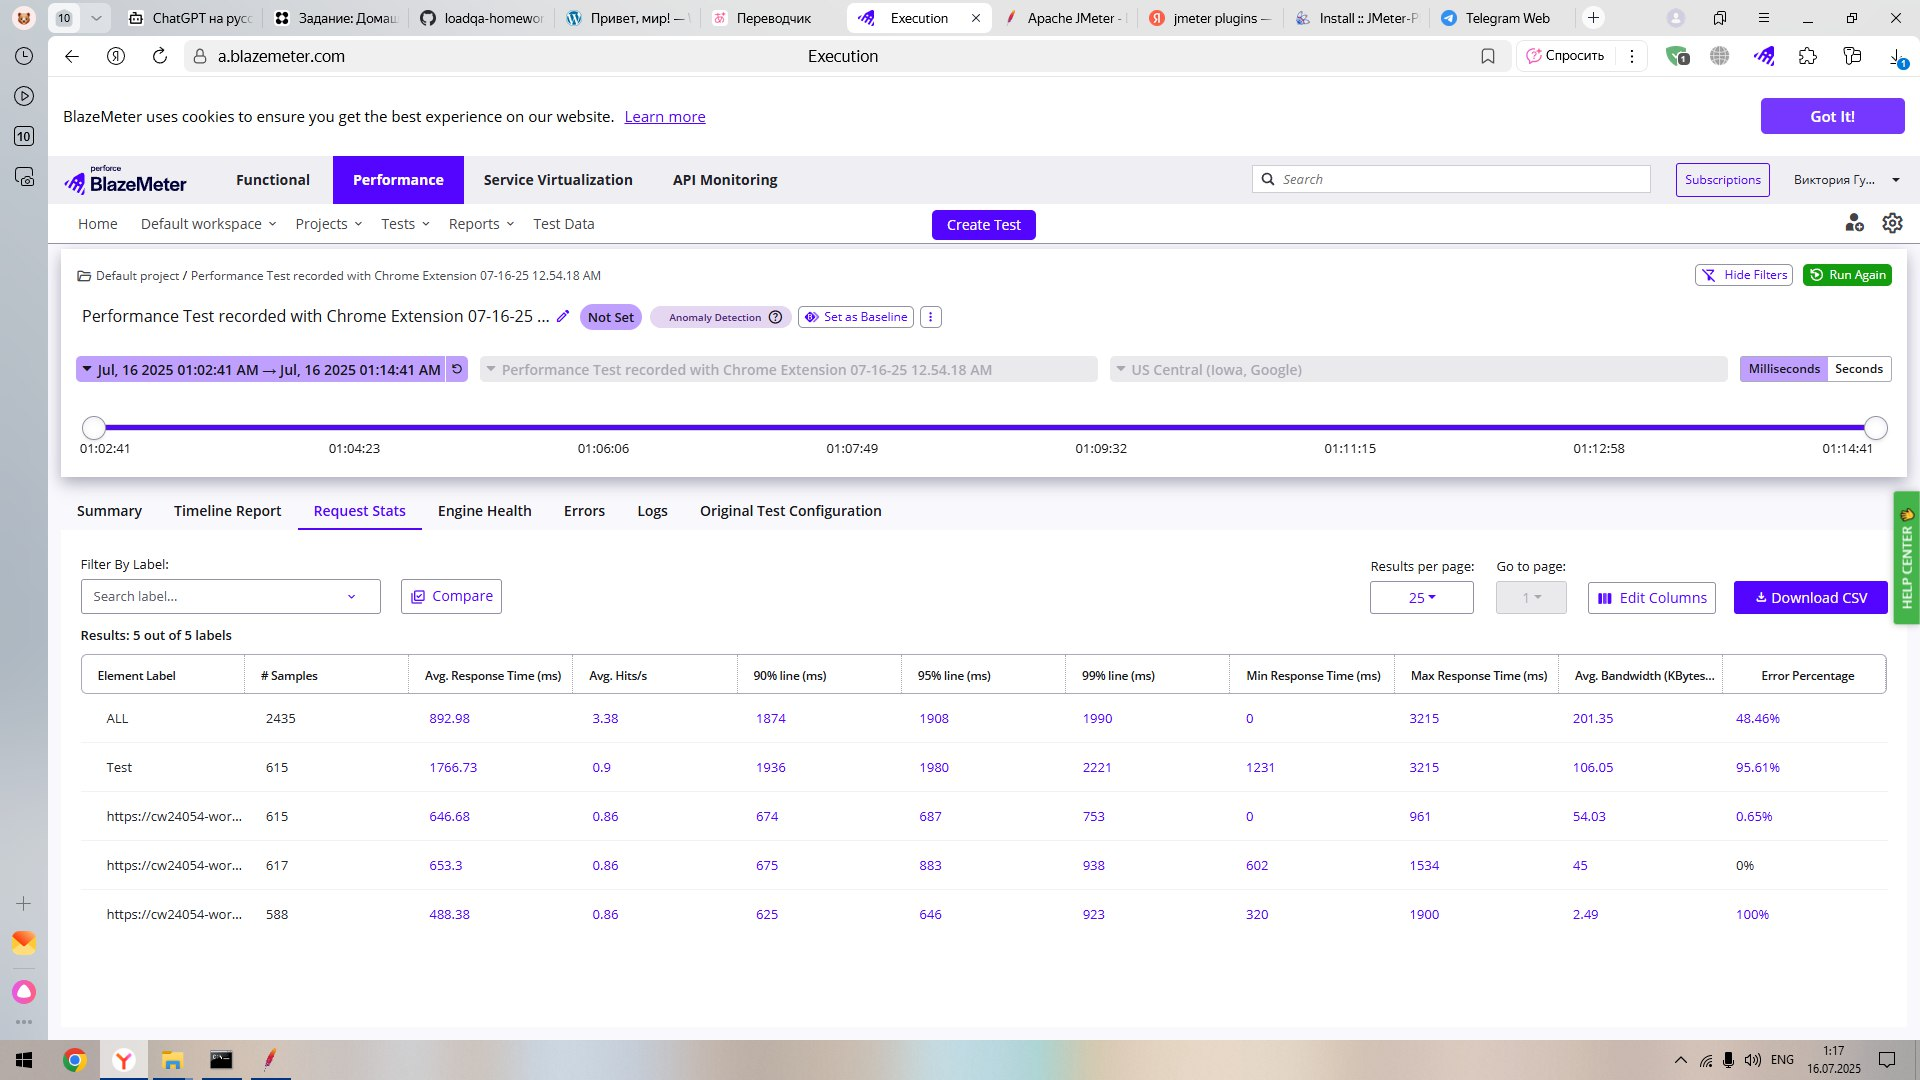 10
ChatGPT на русс
Задание: Домаш
loadqa-homewor
Привет, мир! —
Переводчик
Execution
Apache JMeter -
jmeter plugins —
Install :: JMeter-P
Telegram Web
a.blazemeter.com
Execution
Спросить
1
1
10
BlazeMeter uses cookies to ensure you get the best experience on our website. Learn more
Got It!
perforce
BlazeMeter
Functional
Performance
Service Virtualization
API Monitoring
Search
Subscriptions
Виктория Гу...
Home
Default workspace
Projects
Tests
Reports
Test Data
Create Test
Default project / Performance Test recorded with Chrome Extension 07-16-25 12.54.18 AM
Hide Filters
Run Again
Performance Test recorded with Chrome Extension 07-16-25 ...
Not Set
Anomaly Detection
Set as Baseline
Jul, 16 2025 01:02:41 AM → Jul, 16 2025 01:14:41 AM
Performance Test recorded with Chrome Extension 07-16-25 12.54.18 AM
US Central (Iowa, Google)
Milliseconds
Seconds
01:02:41 01:04:23 01:06:06 01:07:49 01:09:32 01:11:15 01:12:58 01:14:41
Summary
Timeline Report
Request Stats
Engine Health
Errors
Logs
Original Test Configuration
HELP CENTER
Filter By Label:
Search label...
Compare
Results per page:
25
Go to page:
1
Edit Columns
Download CSV
Results: 5 out of 5 labels
Element Label # Samples Avg. Response Time (ms) Avg. Hits/s 90% line (ms) 95% line (ms) 99% line (ms) Min Response Time (ms) Max Response Time (ms) Avg. Bandwidth (KBytes... Error Percentage
ALL 2435 892.98 3.38 1874 1908 1990 0 3215 201.35 48.46%
Test 615 1766.73 0.9 1936 1980 2221 1231 3215 106.05 95.61%
https://cw24054-wor... 615 646.68 0.86 674 687 753 0 961 54.03 0.65%
https://cw24054-wor... 617 653.3 0.86 675 883 938 602 1534 45 0%
https://cw24054-wor... 588 488.38 0.86 625 646 923 320 1900 2.49 100%
ENG
1:17
16.07.2025